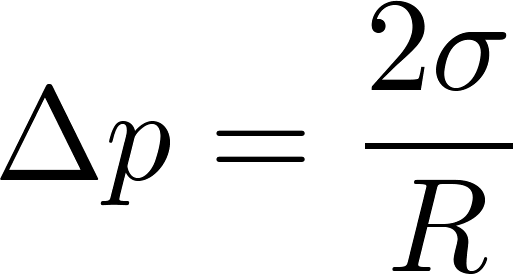 Δp = 2σ/R